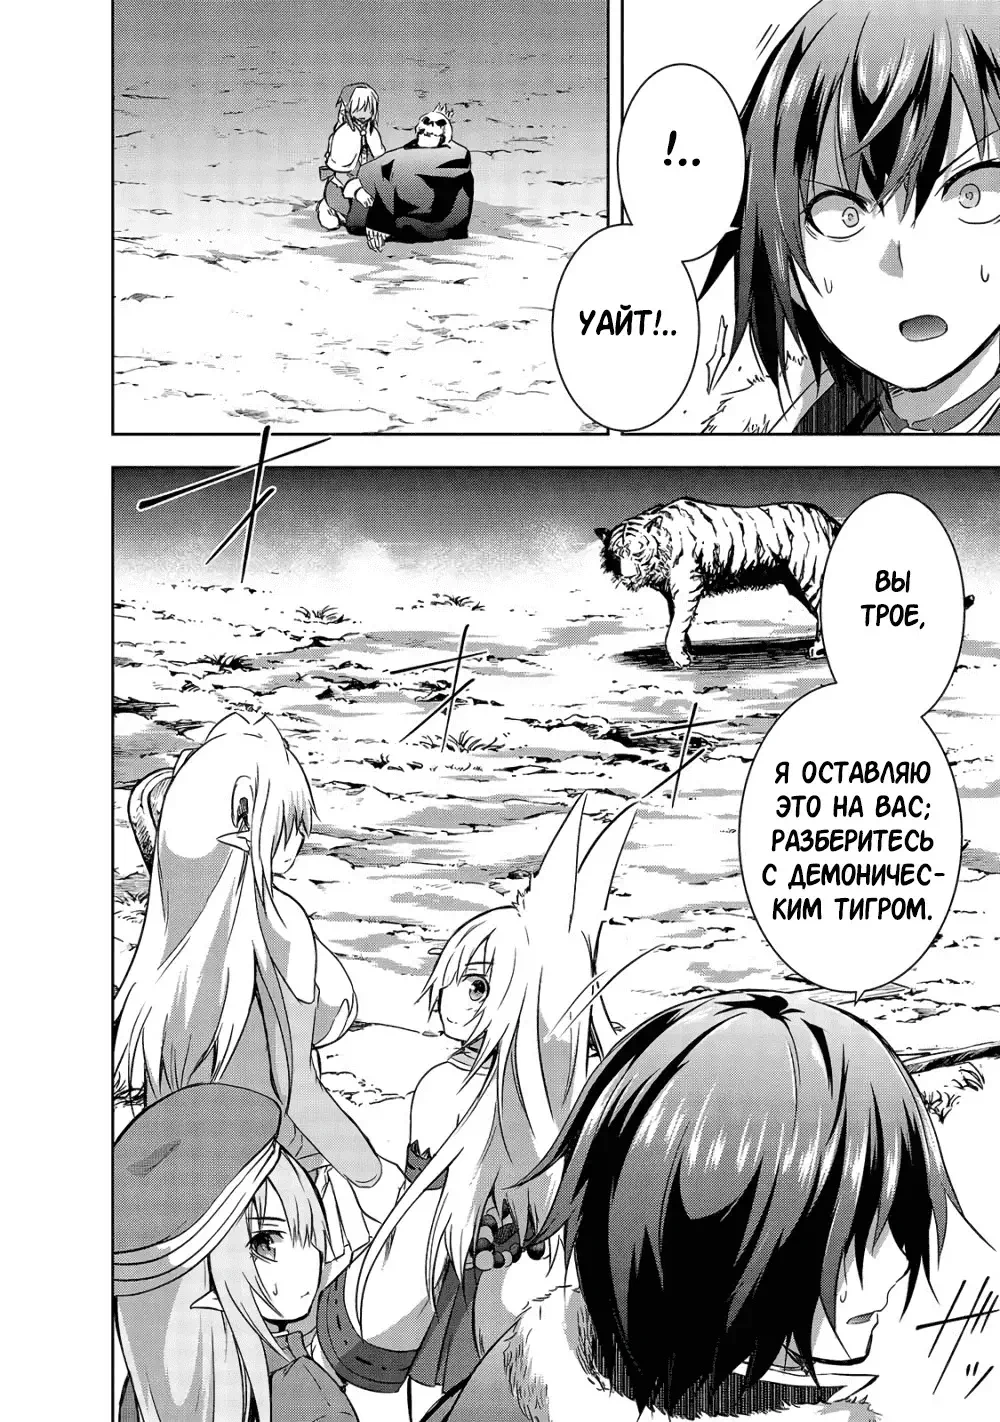 !..
УАЙТ!..
ВЫ
ТРОЕ,
Я ОСТАВЛЯЮ
ЭТО НА ВАС;
РАЗБЕРИТЕСЬ
С ДЕМОНИЧЕС-
КИМ ТИГРОМ.